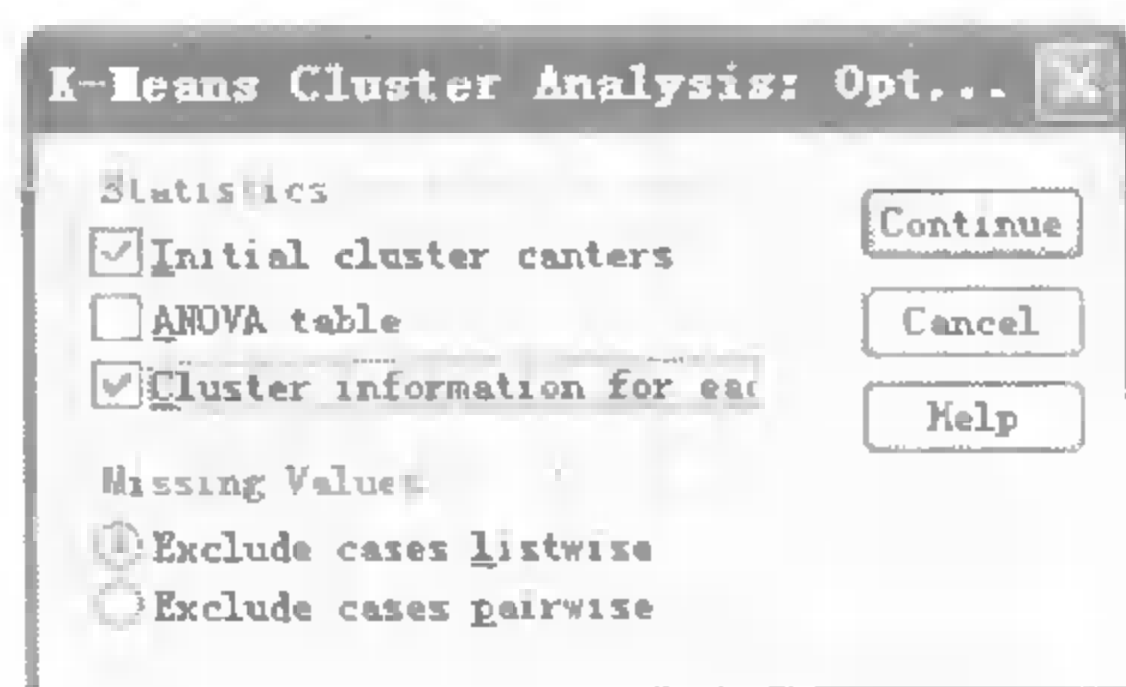 K-Means Cluster Analysis: Opt...
Statistics
Initial cluster canters
Continue
ANOVA table
Cancel
Cluster information for eac
Help
Missing Values
Exclude cases listwise
Exclude cases pairwise